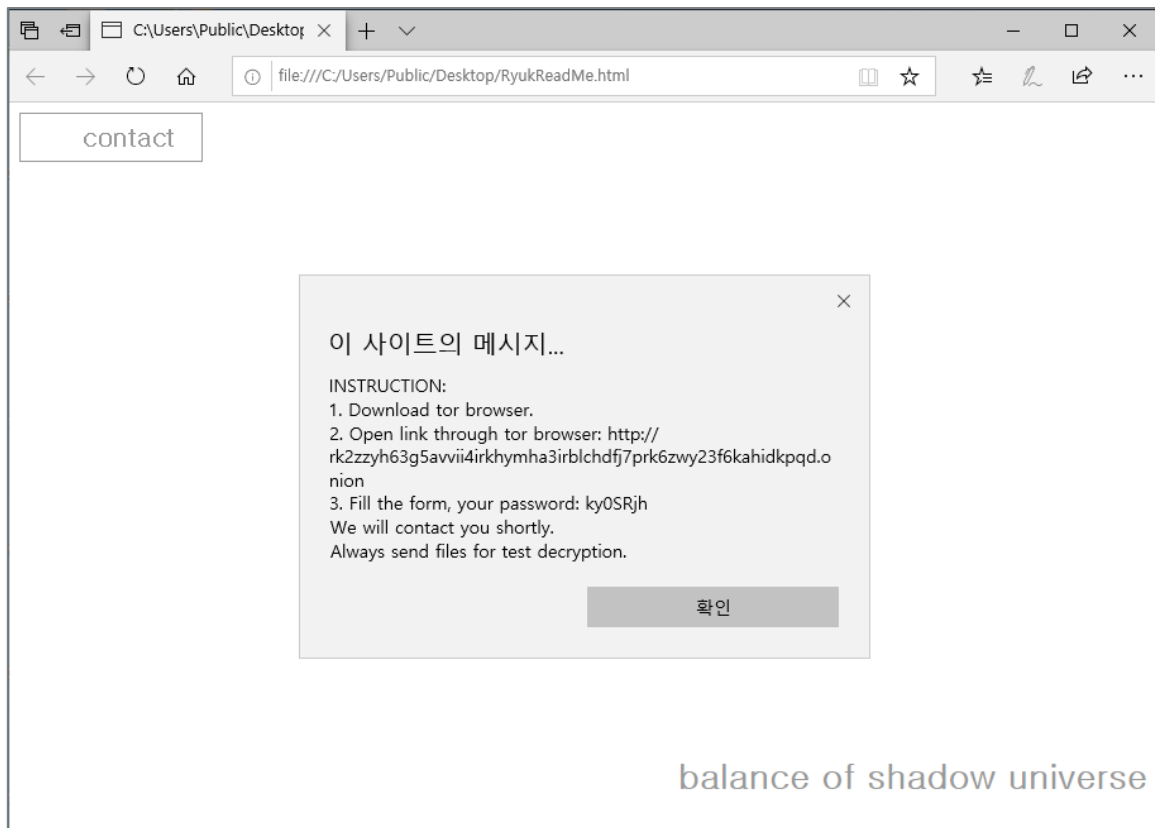 C:\Users\Public\Desktop
file:///C:/Users/Public/Desktop/RyukReadMe.html
contact
이 사이트의 메시지...
INSTRUCTION:
1. Download tor browser.
2. Open link through tor browser: http://
rk2zzyh63g5avvii4irkhymha3irblchdfj7prk6zwy23f6kahidkpqd.o
nion
3. Fill the form, your password: ky0SRjh
We will contact you shortly.
Always send files for test decryption.
확인
balance of shadow universe